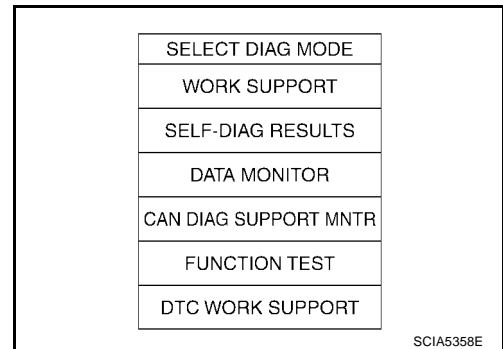 SELECT DIAG MODE
WORK SUPPORT
SELF-DIAG RESULTS
DATA MONITOR
CAN DIAG SUPPORT MNTR
FUNCTION TEST
DTC WORK SUPPORT
SCIA5358E